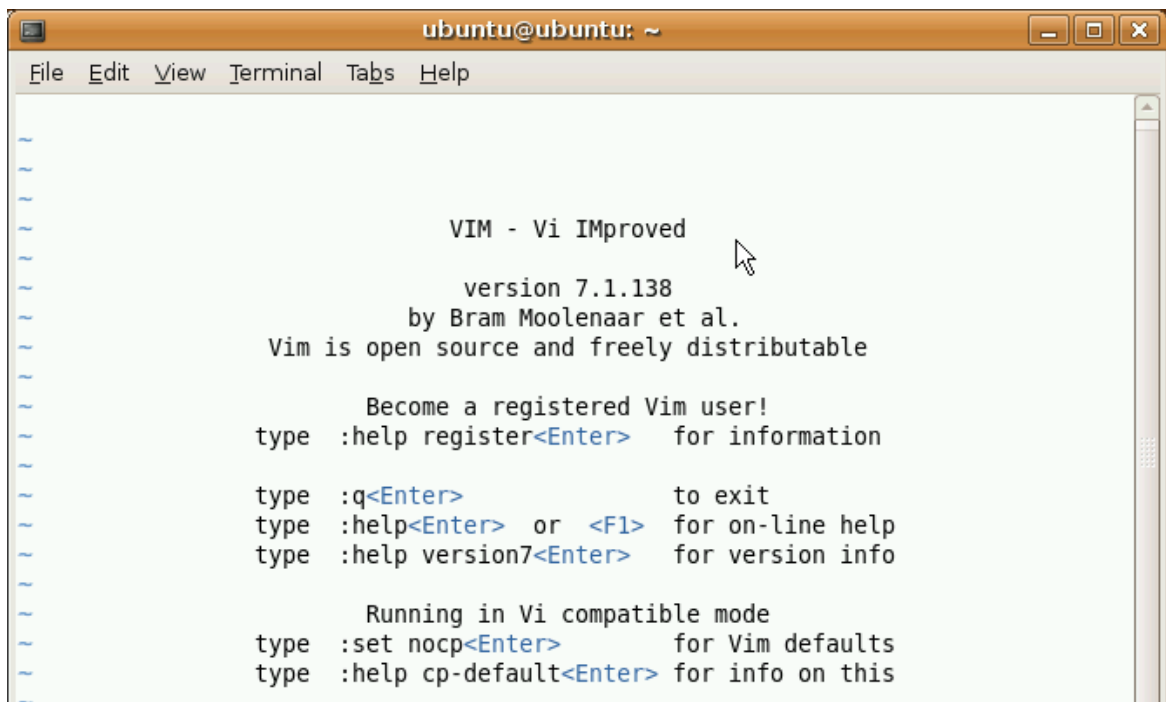 ubuntu@ubuntu: ~
File Edit View Terminal Tabs Help
~
~
~
~ VIM - Vi IMproved
~
~ version 7.1.138
~ by Bram Moolenaar et al.
~ Vim is open source and freely distributable
~
~ Become a registered Vim user!
~ type :help register<Enter> for information
~
~ type :q<Enter> to exit
~ type :help<Enter> or <F1> for on-line help
~ type :help version7<Enter> for version info
~
~ Running in Vi compatible mode
~ type :set nocp<Enter> for Vim defaults
~ type :help cp-default<Enter> for info on this
~